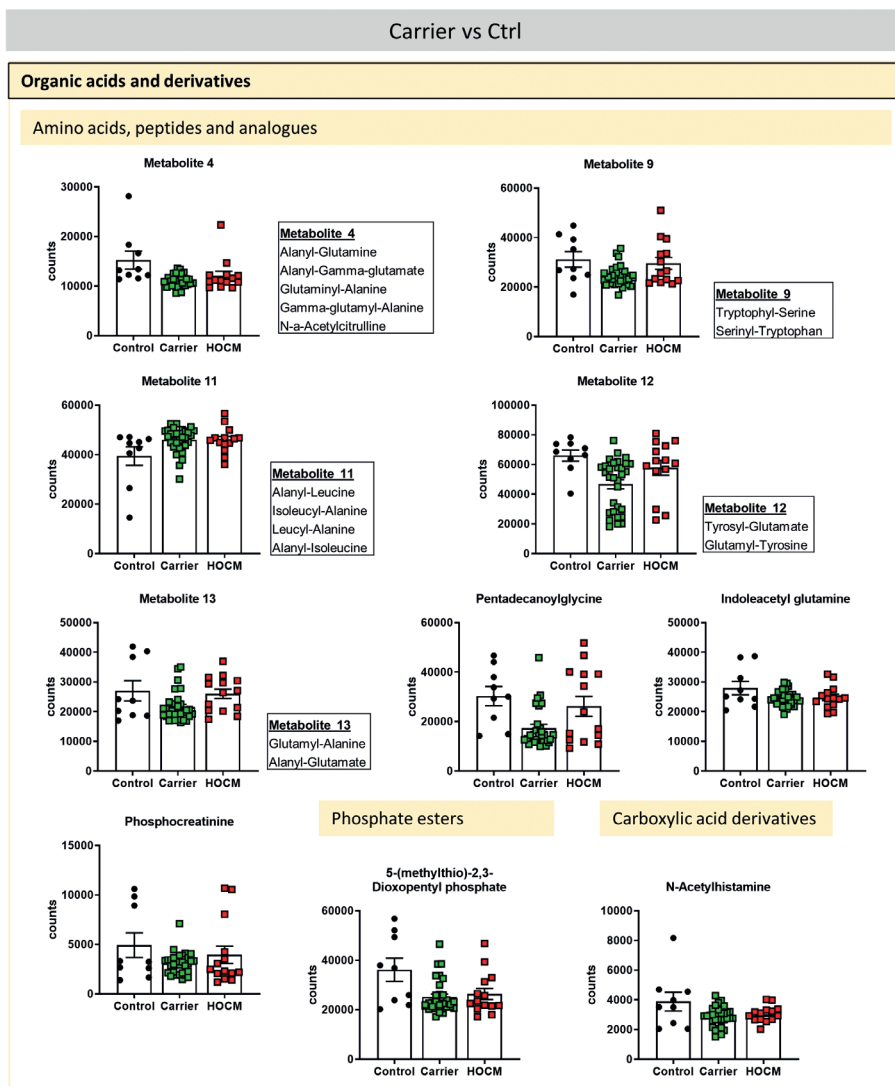 Carrier vs Ctrl
Organic acids and derivatives
Amino acids, peptides and analogues
Metabolite 4
30000
20000
10000
0
counts
Control Carrier HOCM
Metabolite 4
Alanyl-Glutamine
Alanyl-Gamma-glutamate
Glutaminyl-Alanine
Gamma-glutamyl-Alanine
N-a-Acetylcitrulline
Metabolite 9
60000
40000
20000
0
counts
Control Carrier HOCM
Metabolite 9
Tryptophyl-Serine
Serinyl-Tryptophan
Metabolite 11
60000
40000
20000
0
counts
Control Carrier HOCM
Metabolite 11
Alanyl-Leucine
Isoleucyl-Alanine
Leucyl-Alanine
Alanyl-Isoleucine
Metabolite 12
100000
80000
60000
40000
20000
0
counts
Control Carrier HOCM
Metabolite 12
Tyrosyl-Glutamate
Glutamyl-Tyrosine
Metabolite 13
50000
40000
30000
20000
10000
0
counts
Control Carrier HOCM
Metabolite 13
Glutamyl-Alanine
Alanyl-Glutamate
Pentadecanoylglycine
60000
40000
20000
0
counts
Control Carrier HOCM
Indoleacetyl glutamine
50000
40000
30000
20000
10000
0
counts
Control Carrier HOCM
Phosphocreatinine
15000
10000
5000
0
counts
Control Carrier HOCM
Phosphate esters
5-(methylthio)-2,3-
Dioxopentyl phosphate
60000
40000
20000
0
counts
Control Carrier HOCM
Carboxylic acid derivatives
N-Acetylhistamine
10000
8000
6000
4000
2000
0
counts
Control Carrier HOCM